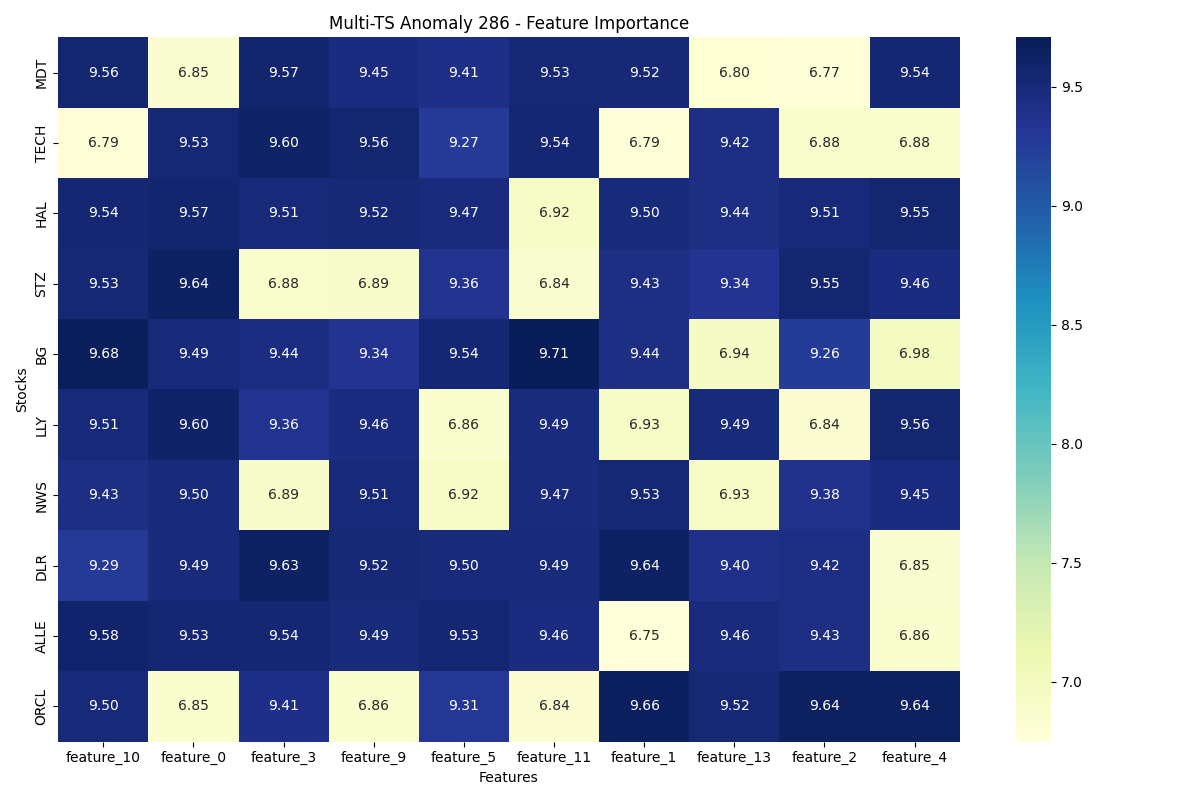 Multi-TS Anomaly 286 - Feature Importance
MDT 9.56 6.85 9.57 9.45 9.41 9.53 9.52 6.80 6.77 9.54
TECH 6.79 9.53 9.60 9.56 9.27 9.54 6.79 9.42 6.88 6.88
HAL 9.54 9.57 9.51 9.52 9.47 6.92 9.50 9.44 9.51 9.55
STZ 9.53 9.64 6.88 6.89 9.36 6.84 9.43 9.34 9.55 9.46
BG 9.68 9.49 9.44 9.34 9.54 9.71 9.44 6.94 9.26 6.98
LLY 9.51 9.60 9.36 9.46 6.86 9.49 6.93 9.49 6.84 9.56
NWS 9.43 9.50 6.89 9.51 6.92 9.47 9.53 6.93 9.38 9.45
DLR 9.29 9.49 9.63 9.52 9.50 9.49 9.64 9.40 9.42 6.85
ALLE 9.58 9.53 9.54 9.49 9.53 9.46 6.75 9.46 9.43 6.86
ORCL 9.50 6.85 9.41 6.86 9.31 6.84 9.66 9.52 9.64 9.64
feature_10 feature_0 feature_3 feature_9 feature_5 feature_11 feature_1 feature_13 feature_2 feature_4
Features
Stocks
9.5
9.0
8.5
8.0
7.5
7.0